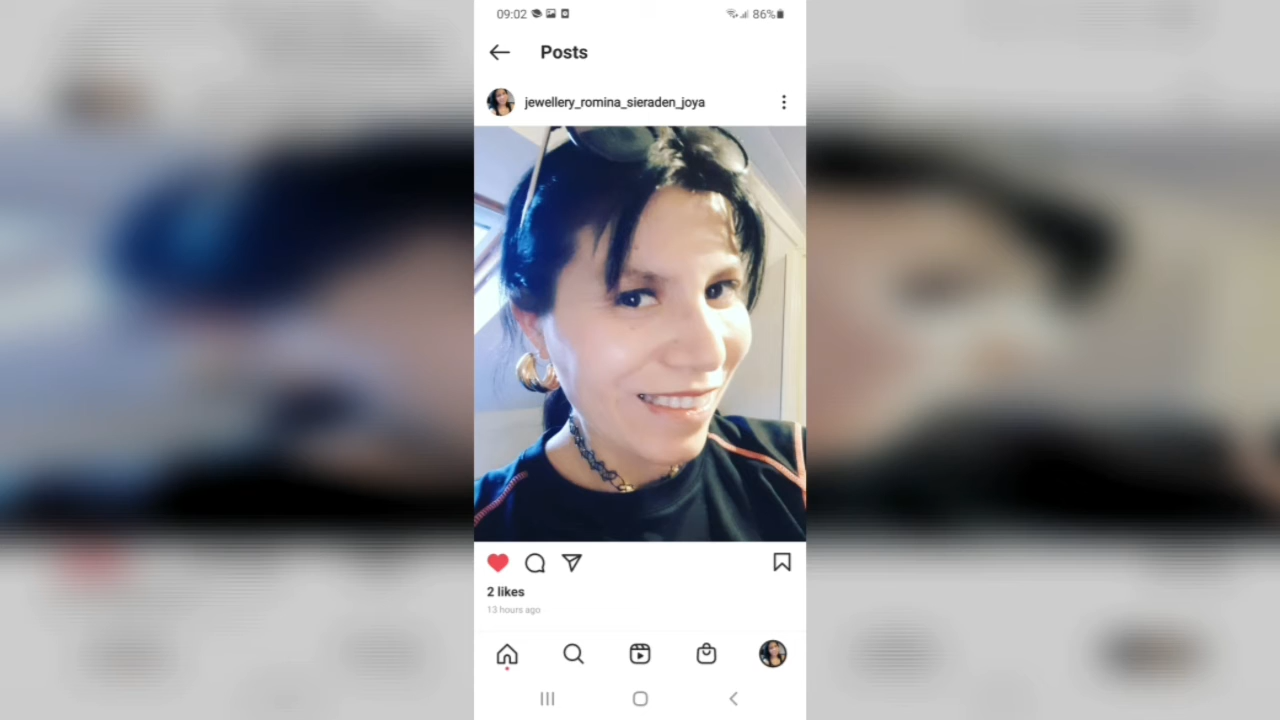 09:02
86%
Posts
jewellery_romina_sieraden_joya
2 likes
13 hours ago